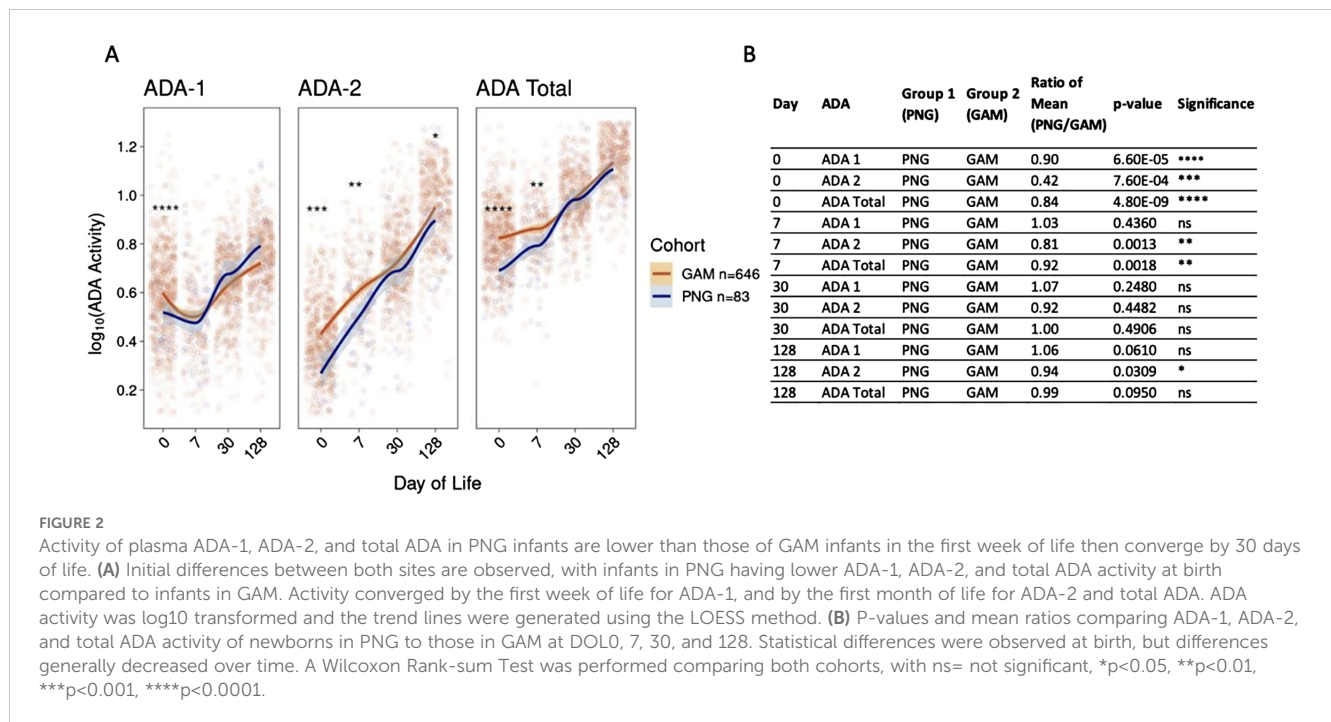 A
ADA-1
ADA-2
ADA Total
log10(ADA Activity)
1.2
1.0
0.8
0.6
0.4
0.2
****
***
**
*
****
**
0
7
30
128
0
7
30
128
0
7
30
128
Day of Life
Cohort
GAM n=646
PNG n=83
B
Day ADA Group 1 (PNG) Group 2 (GAM) Ratio of Mean (PNG/GAM) p-value Significance
0 ADA 1 PNG GAM 0.90 6.60E-05 ****
0 ADA 2 PNG GAM 0.42 7.60E-04 ***
0 ADA Total PNG GAM 0.84 4.80E-09 ****
7 ADA 1 PNG GAM 1.03 0.4360 ns
7 ADA 2 PNG GAM 0.81 0.0013 **
7 ADA Total PNG GAM 0.92 0.0018 **
30 ADA 1 PNG GAM 1.07 0.2480 ns
30 ADA 2 PNG GAM 0.92 0.4482 ns
30 ADA Total PNG GAM 1.00 0.4906 ns
128 ADA 1 PNG GAM 1.06 0.0610 ns
128 ADA 2 PNG GAM 0.94 0.0309 *
128 ADA Total PNG GAM 0.99 0.0950 ns
FIGURE 2
Activity of plasma ADA-1, ADA-2, and total ADA in PNG infants are lower than those of GAM infants in the first week of life then converge by 30 days
of life. (A) Initial differences between both sites are observed, with infants in PNG having lower ADA-1, ADA-2, and total ADA activity at birth
compared to infants in GAM. Activity converged by the first week of life for ADA-1, and by the first month of life for ADA-2 and total ADA. ADA
activity was log10 transformed and the trend lines were generated using the LOESS method. (B) P-values and mean ratios comparing ADA-1, ADA-2,
and total ADA activity of newborns in PNG to those in GAM at DOL0, 7, 30, and 128. Statistical differences were observed at birth, but differences
generally decreased over time. A Wilcoxon Rank-sum Test was performed comparing both cohorts, with ns= not significant, *p<0.05, **p<0.01,
***p<0.001, ****p<0.0001.